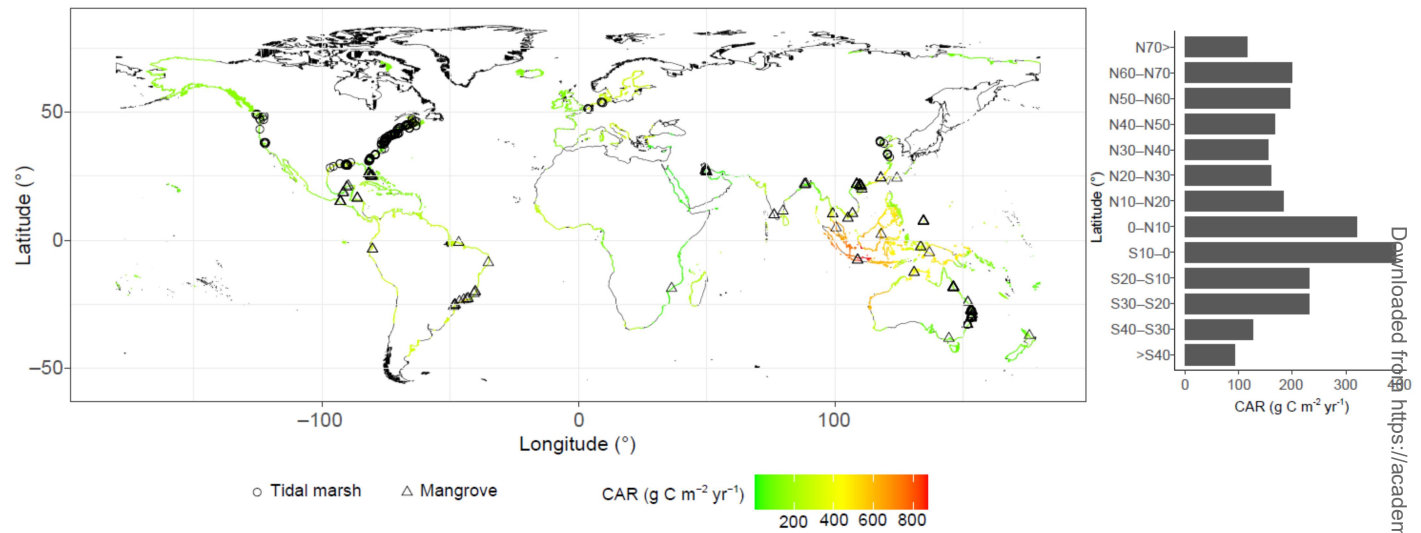 50
0
−50
Latitude (°)
−100
0
100
Longitude (°)
Tidal marsh
Mangrove
CAR (g C m⁻² yr⁻¹)
200 400 600 800
Latitude (°)
N70>
N60−N70
N50−N60
N40−N50
N30−N40
N20−N30
N10−N20
0−N10
S10−0
S20−S10
S30−S20
S40−S30
>S40
0 100 200 300 400
CAR (g C m⁻² yr⁻¹)
Downloaded from https://academ